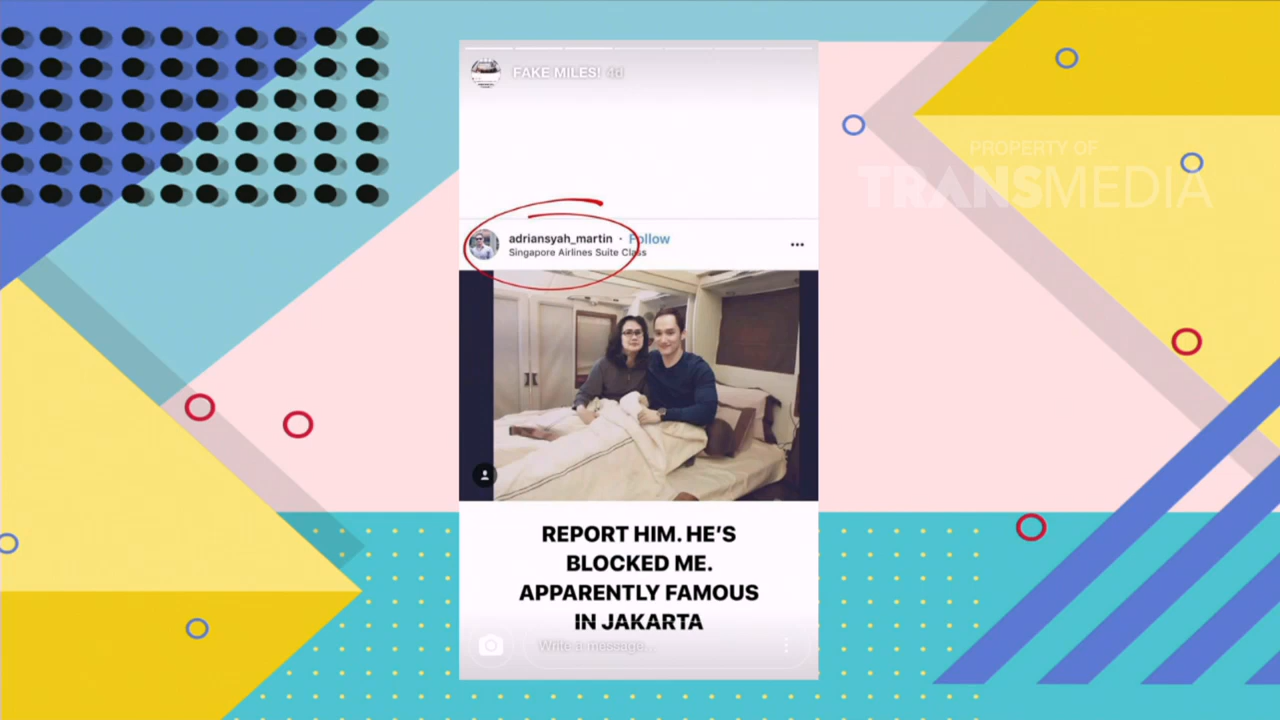 FAKE MILES! 4d
PROPERTY OF
TRANSMEDIA
adriansyah_martin · Follow
Singapore Airlines Suite Class
REPORT HIM. HE'S
BLOCKED ME.
APPARENTLY FAMOUS
IN JAKARTA
Write a message...